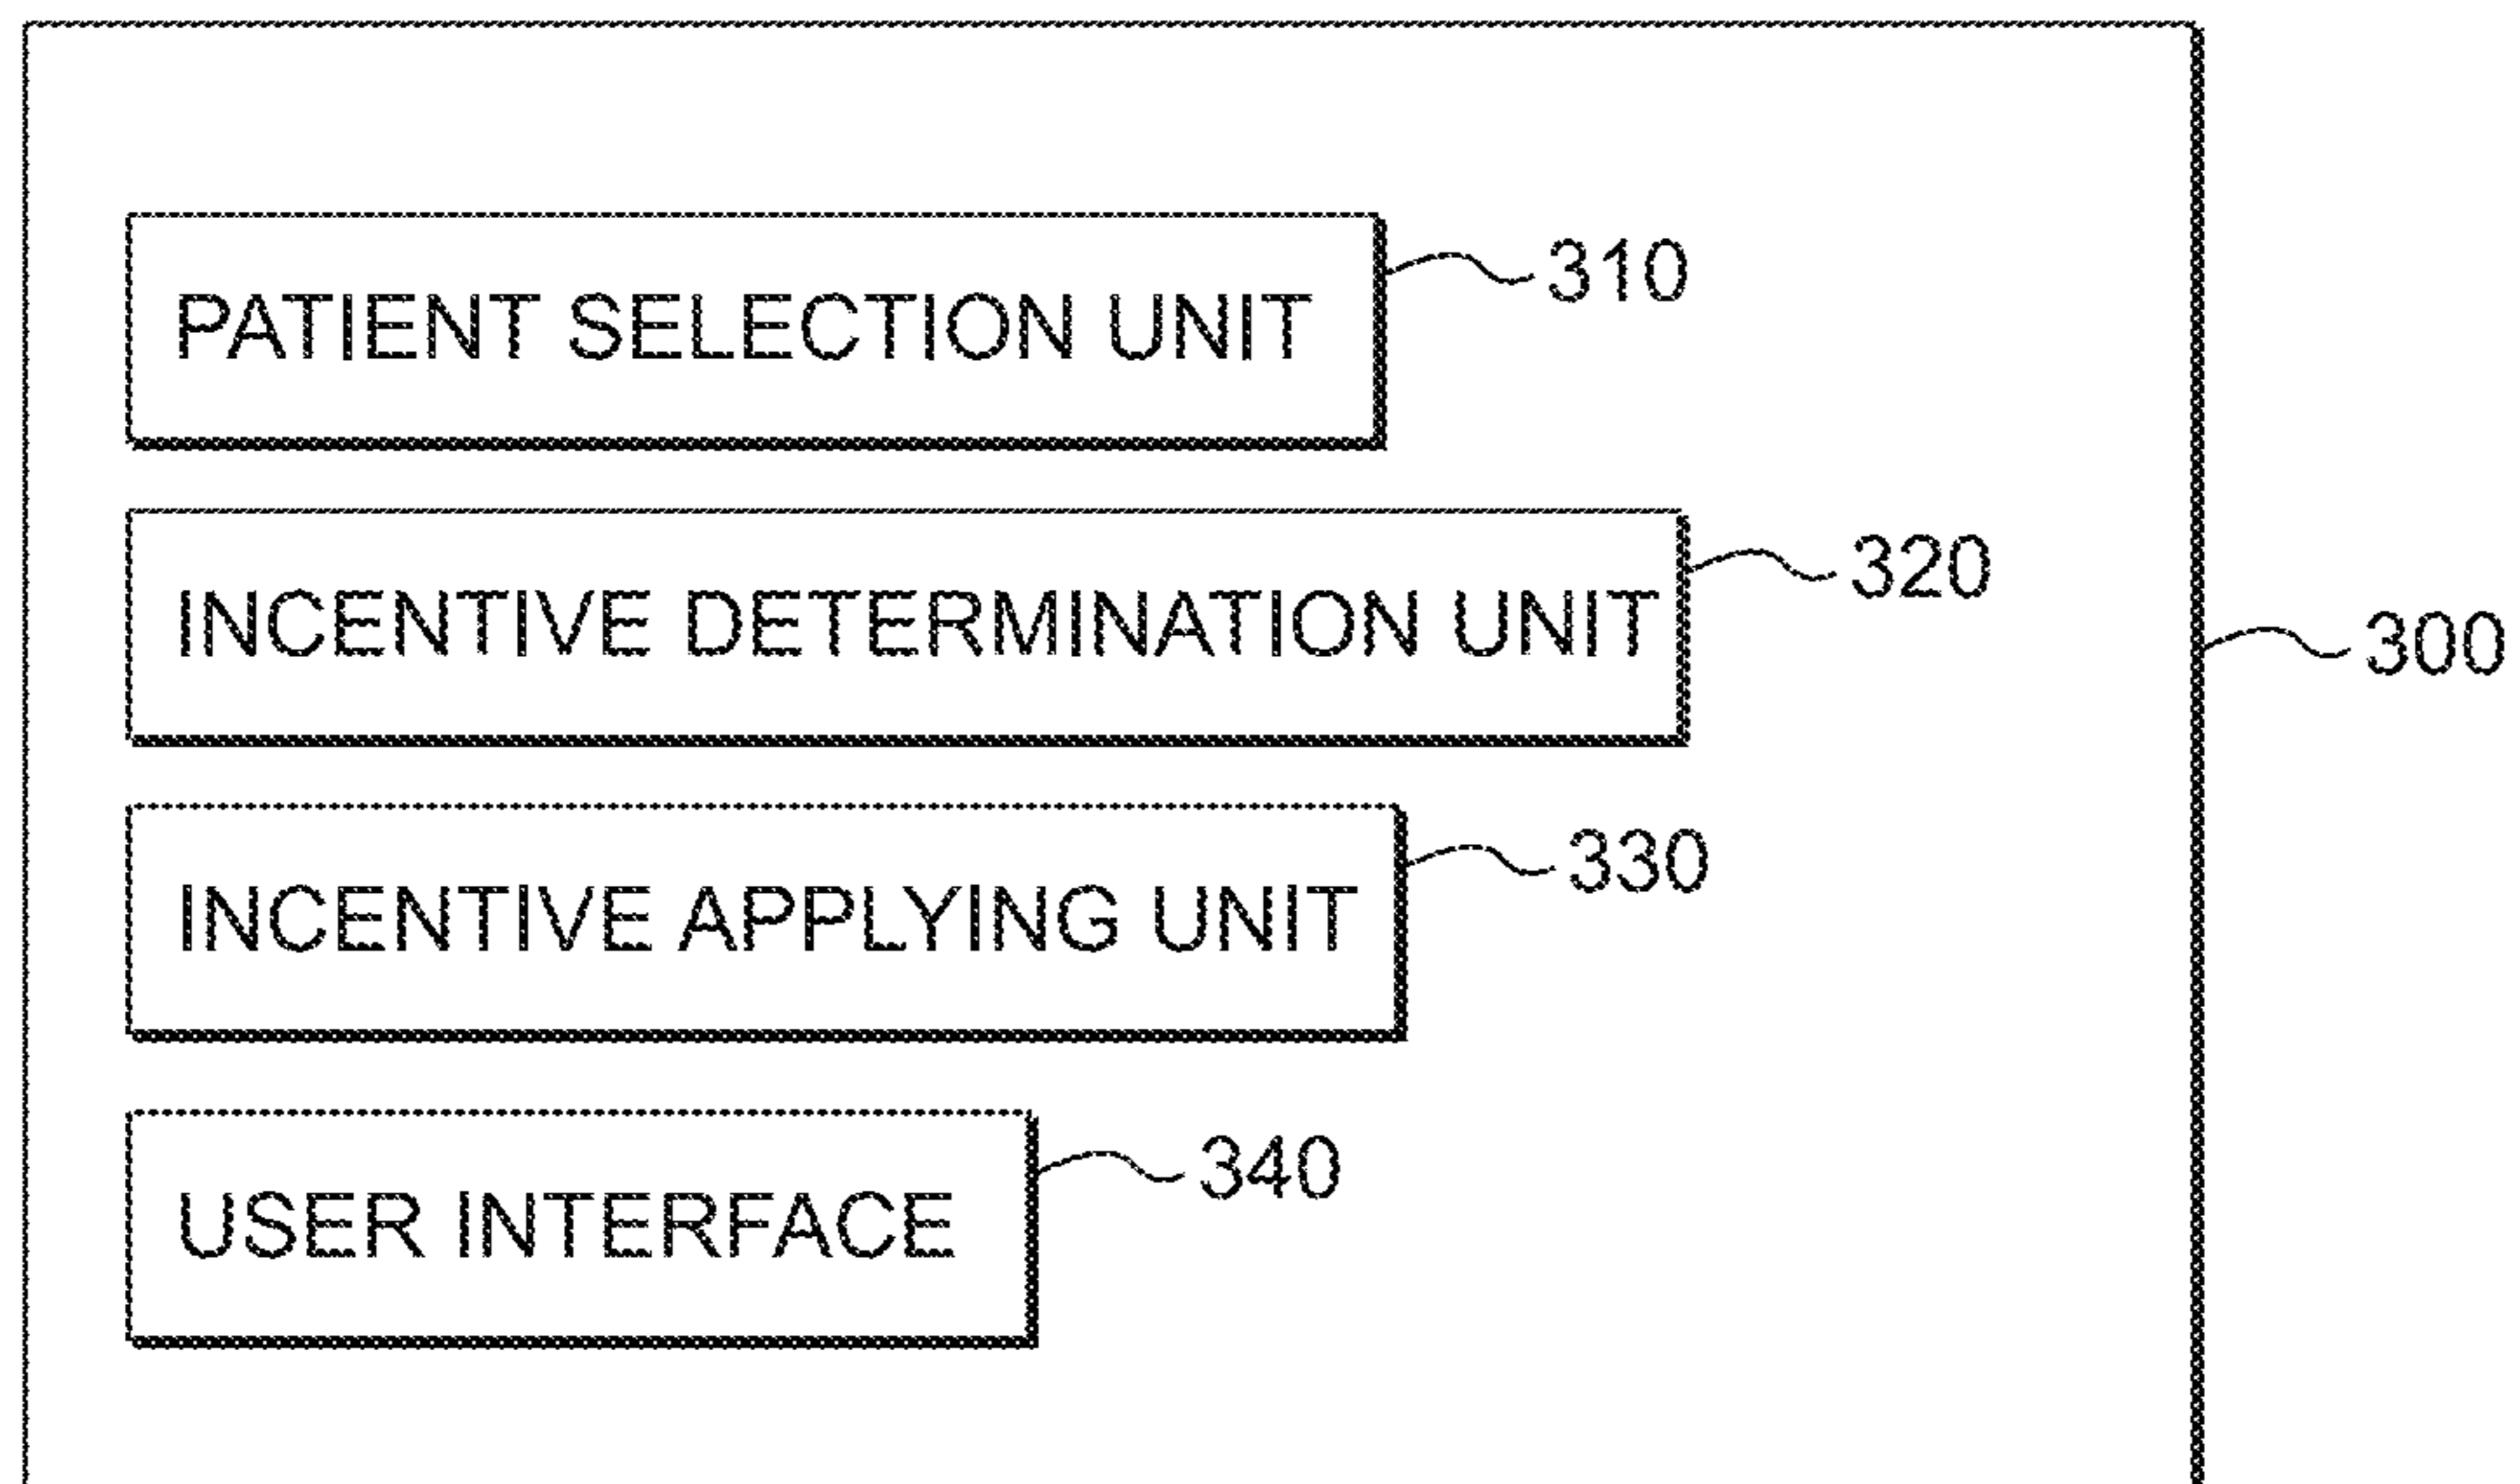 310
PATIENT SELECTION UNIT
320
INCENTIVE DETERMINATION UNIT
300
330
INCENTIVE APPLYING UNIT
340
USER INTERFACE